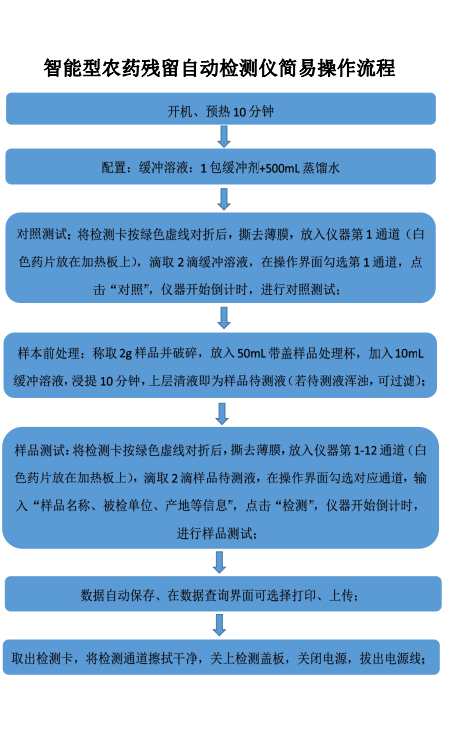 智能型农药残留自动检测仪简易操作流程
开机、预热 10 分钟
配置：缓冲溶液：1 包缓冲剂+500mL 蒸馏水
对照测试：将检测卡按绿色虚线对折后，撕去薄膜，放入仪器第 1 通道（白
色药片放在加热板上），滴取 2 滴缓冲溶液，在操作界面勾选第 1 通道，点
击“对照”，仪器开始倒计时，进行对照测试；
样本前处理：称取 2g 样品并破碎，放入 50mL 带盖样品处理杯，加入 10mL
缓冲溶液，浸提 10 分钟，上层清液即为样品待测液（若待测液浑浊，可过滤）；
样品测试：将检测卡按绿色虚线对折后，撕去薄膜，放入仪器第 1-12 通道（白
色药片放在加热板上），滴取 2 滴样品待测液，在操作界面勾选对应通道，输
入“样品名称、被检单位、产地等信息”，点击“检测”，仪器开始倒计时，
进行样品测试；
数据自动保存、在数据查询界面可选择打印、上传；
取出检测卡，将检测通道擦拭干净，关上检测盖板，关闭电源，拔出电源线；